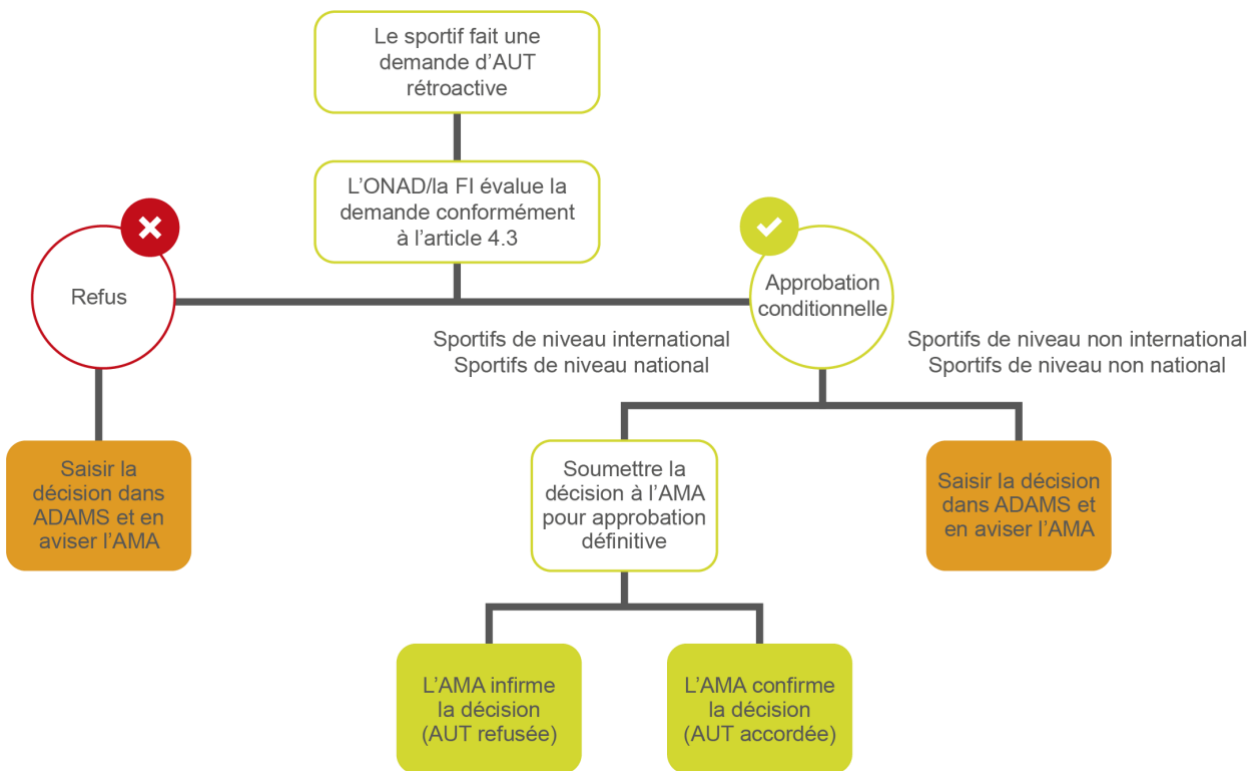 Le sportif fait une
demande d’AUT
rétroactive
L’ONAD/la FI évalue la
demande conformément
à l’article 4.3
Refus
Approbation
conditionnelle
Sportifs de niveau international
Sportifs de niveau national
Sportifs de niveau non international
Sportifs de niveau non national
Saisir la
décision dans
ADAMS et en
aviser l’AMA
Soumettre la
décision à l’AMA
pour approbation
définitive
Saisir la décision
dans ADAMS et
en aviser l’AMA
L’AMA infirme
la décision
(AUT refusée)
L’AMA confirme
la décision
(AUT accordée)